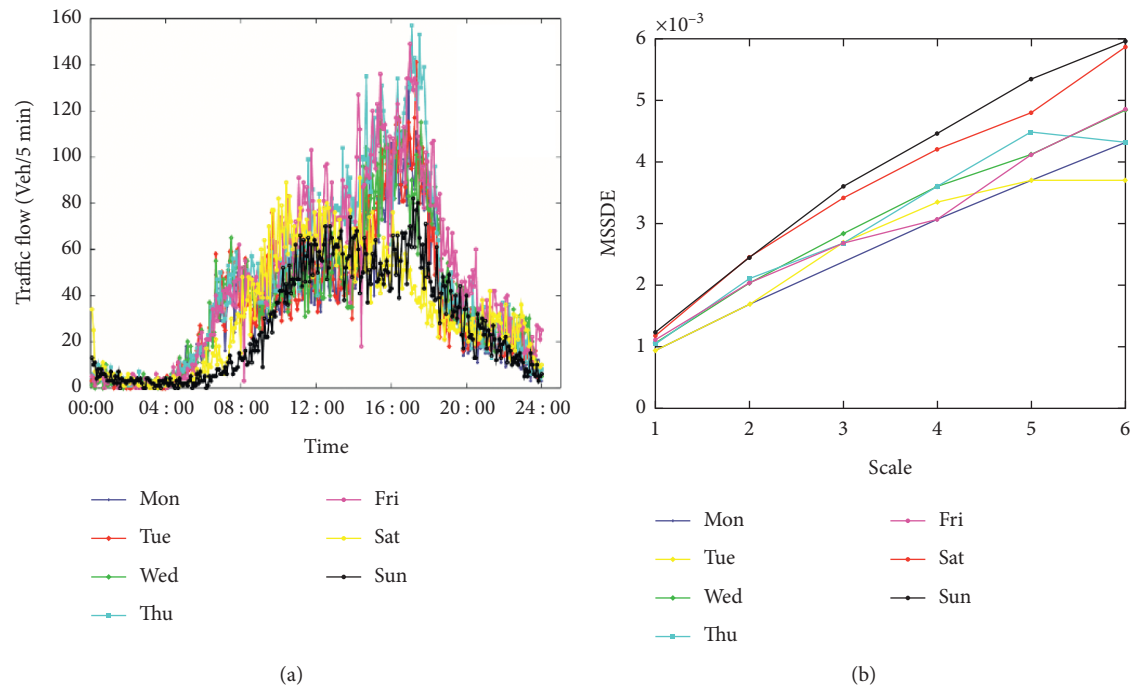 160
140
120
100
80
60
40
20
0
Traffic flow (Veh/5 min)
00:00 04 : 00 08 : 00 12 : 00 16 : 00 20 : 00 24 : 00
Time
Mon
Tue
Wed
Thu
Fri
Sat
Sun
(a)
×10⁻³
6
5
4
3
2
1
0
MSSDE
1 2 3 4 5 6
Scale
Mon
Tue
Wed
Thu
Fri
Sat
Sun
(b)